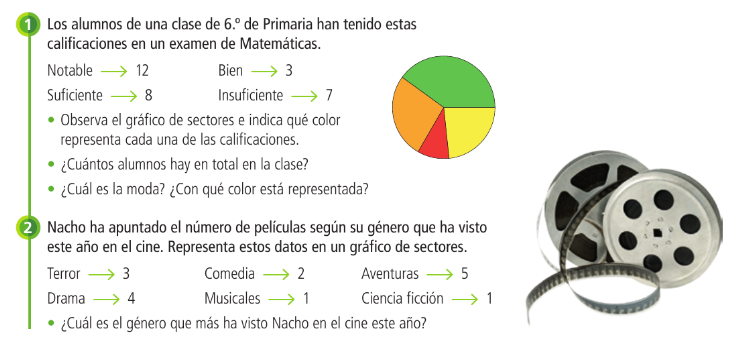 1 Los alumnos de una clase de 6.º de Primaria han tenido estas
calificaciones en un examen de Matemáticas.
Notable → 12 Bien → 3
Suficiente → 8 Insuficiente → 7
• Observa el gráfico de sectores e indica qué color
representa cada una de las calificaciones.
• ¿Cuántos alumnos hay en total en la clase?
• ¿Cuál es la moda? ¿Con qué color está representada?
2 Nacho ha apuntado el número de películas según su género que ha visto
este año en el cine. Representa estos datos en un gráfico de sectores.
Terror → 3 Comedia → 2 Aventuras → 5
Drama → 4 Musicales → 1 Ciencia ficción → 1
• ¿Cuál es el género que más ha visto Nacho en el cine este año?